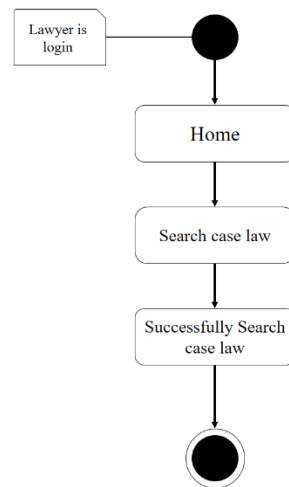 Lawyer is
login
Home
Search case law
Successfully Search
case law